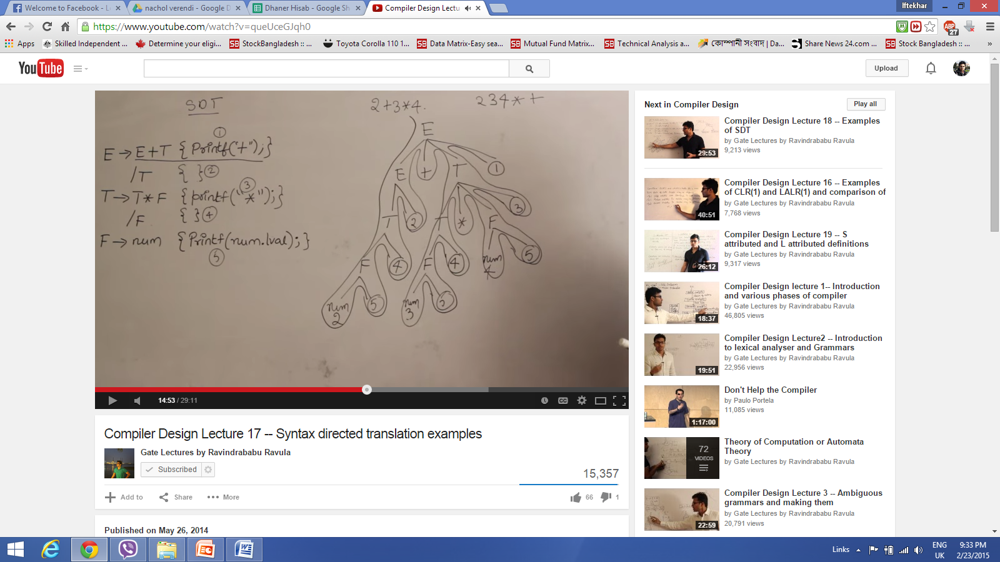 Welcome to Facebook - L
nachol verendi - Google D
Dhaner Hisab - Google Sh
Compiler Design Lectu
Iftekhar
https://www.youtube.com/watch?v=queUceGJqh0
ABP
27
Apps
Skilled Independent ...
Determine your eligi...
SB StockBangladesh :: ...
Toyota Corolla 110 1...
SB Data Matrix-Easy sea...
SB Mutual Fund Matrix...
SB Technical Analysis a...
কোম্পানী সংবাদ | Da...
Share News 24.com ...
SB Stock Bangladesh :: ...
»
YouTube
Upload
SDT
2+3*4.
234*+
①
E → E+T {Printf("+");}
/T { } ②
③
T → T*F {printf("*");}
/F { } ④
F → num {Printf(num.lval);}
⑤
E
E + T ①
T ② T * F ③
F ④ F ④ num 4 ⑤
num 2 ⑤ num 3 ⑤
14:53 / 29:11
CC
Compiler Design Lecture 17 -- Syntax directed translation examples
Gate Lectures by Ravindrababu Ravula
Subscribed
15,357
Add to
Share
More
66
1
Published on May 26, 2014
Next in Compiler Design
Play all
Compiler Design Lecture 18 -- Examples
of SDT
by Gate Lectures by Ravindrababu Ravula
9,213 views
29:53
Compiler Design Lecture 16 -- Examples
of CLR(1) and LALR(1) and comparison of
by Gate Lectures by Ravindrababu Ravula
7,768 views
40:51
Compiler Design Lecture 19 -- S
attributed and L attributed definitions
by Gate Lectures by Ravindrababu Ravula
9,317 views
26:12
Compiler Design lecture 1-- Introduction
and various phases of compiler
by Gate Lectures by Ravindrababu Ravula
46,805 views
18:37
Compiler Design Lecture2 -- Introduction
to lexical analyser and Grammars
by Gate Lectures by Ravindrababu Ravula
22,956 views
19:51
Don't Help the Compiler
by Paulo Portela
11,085 views
1:17:00
Theory of Computation or Automata
Theory
by Gate Lectures by Ravindrababu Ravula
72
VIDEOS
Compiler Design Lecture 3 -- Ambiguous
grammars and making them
by Gate Lectures by Ravindrababu Ravula
20,791 views
22:59
Links
ENG
UK
9:33 PM
2/23/2015